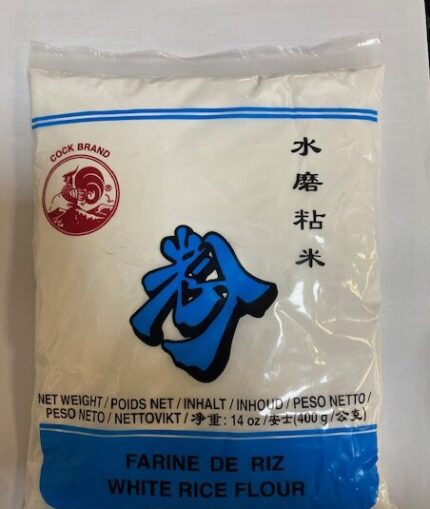 COCK BRAND
®
水磨粘米
粉
NET WEIGHT / POIDS NET / INHALT / INHOUD / PESO NETTO /
PESO NETO / NETTOVIKT / 淨重: 14 oz /安士(400 g /公克)
FARINE DE RIZ
WHITE RICE FLOUR